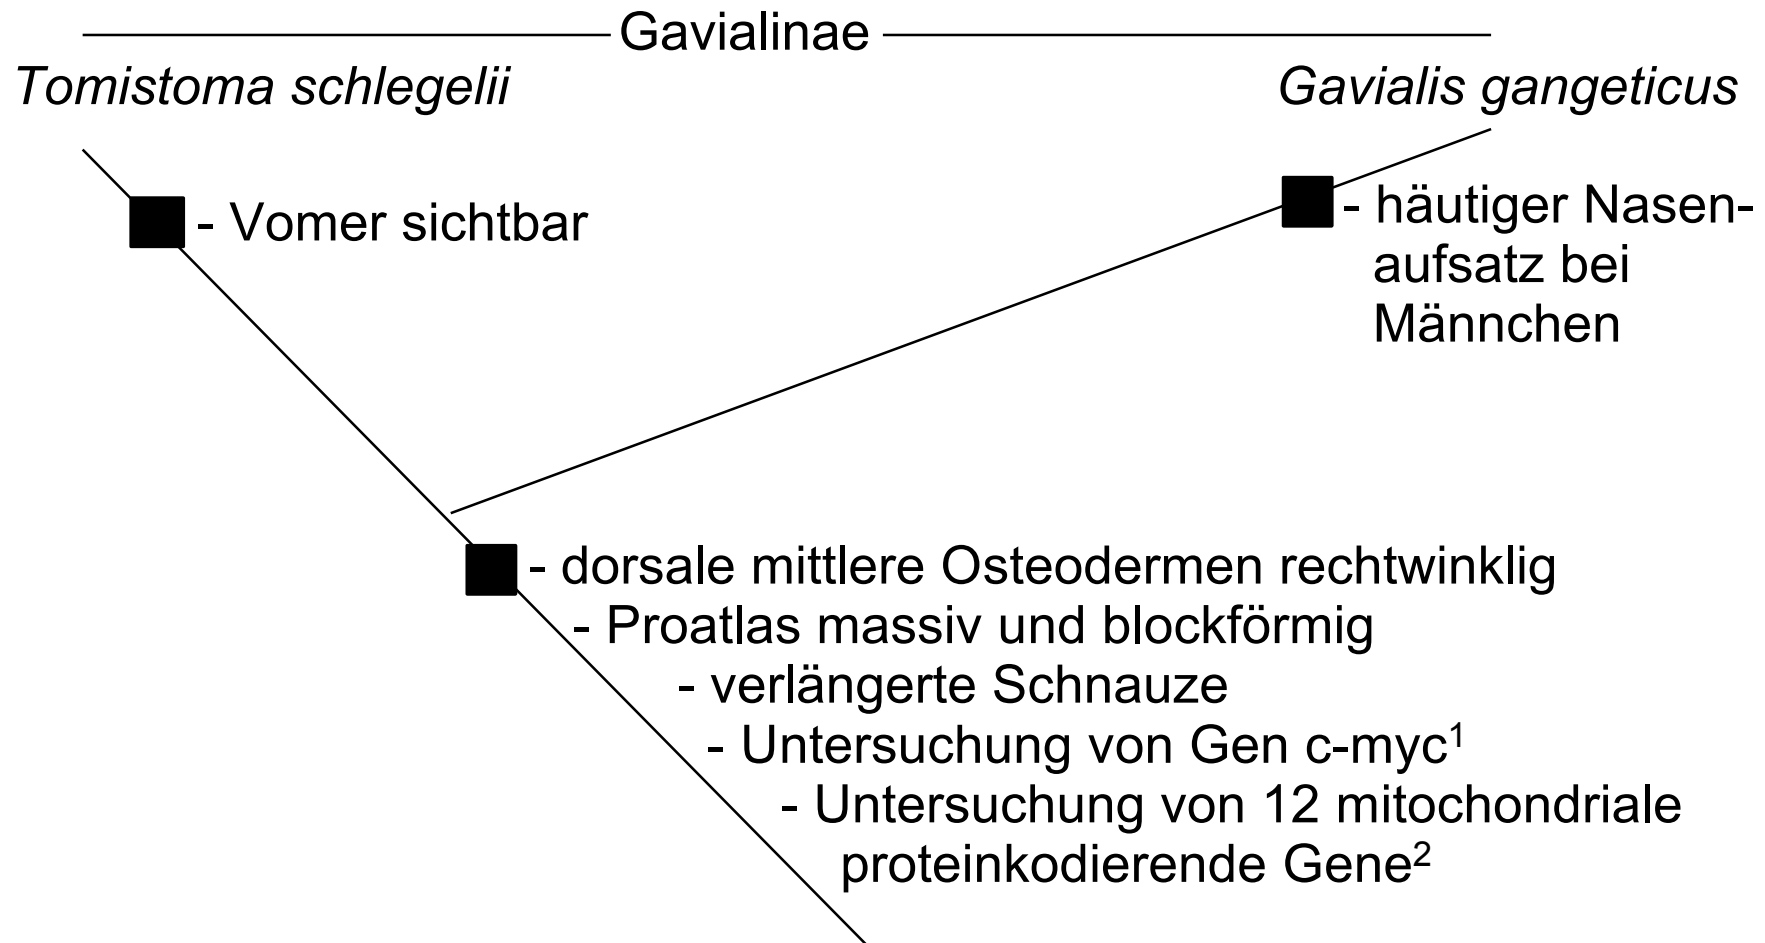 Gavialinae
Tomistoma schlegelii
Gavialis gangeticus
- Vomer sichtbar
- häutiger Nasen-
aufsatz bei
Männchen
- dorsale mittlere Osteodermen rechtwinklig
- Proatlas massiv und blockförmig
- verlängerte Schnauze
- Untersuchung von Gen c-myc¹
- Untersuchung von 12 mitochondriale
proteinkodierende Gene²